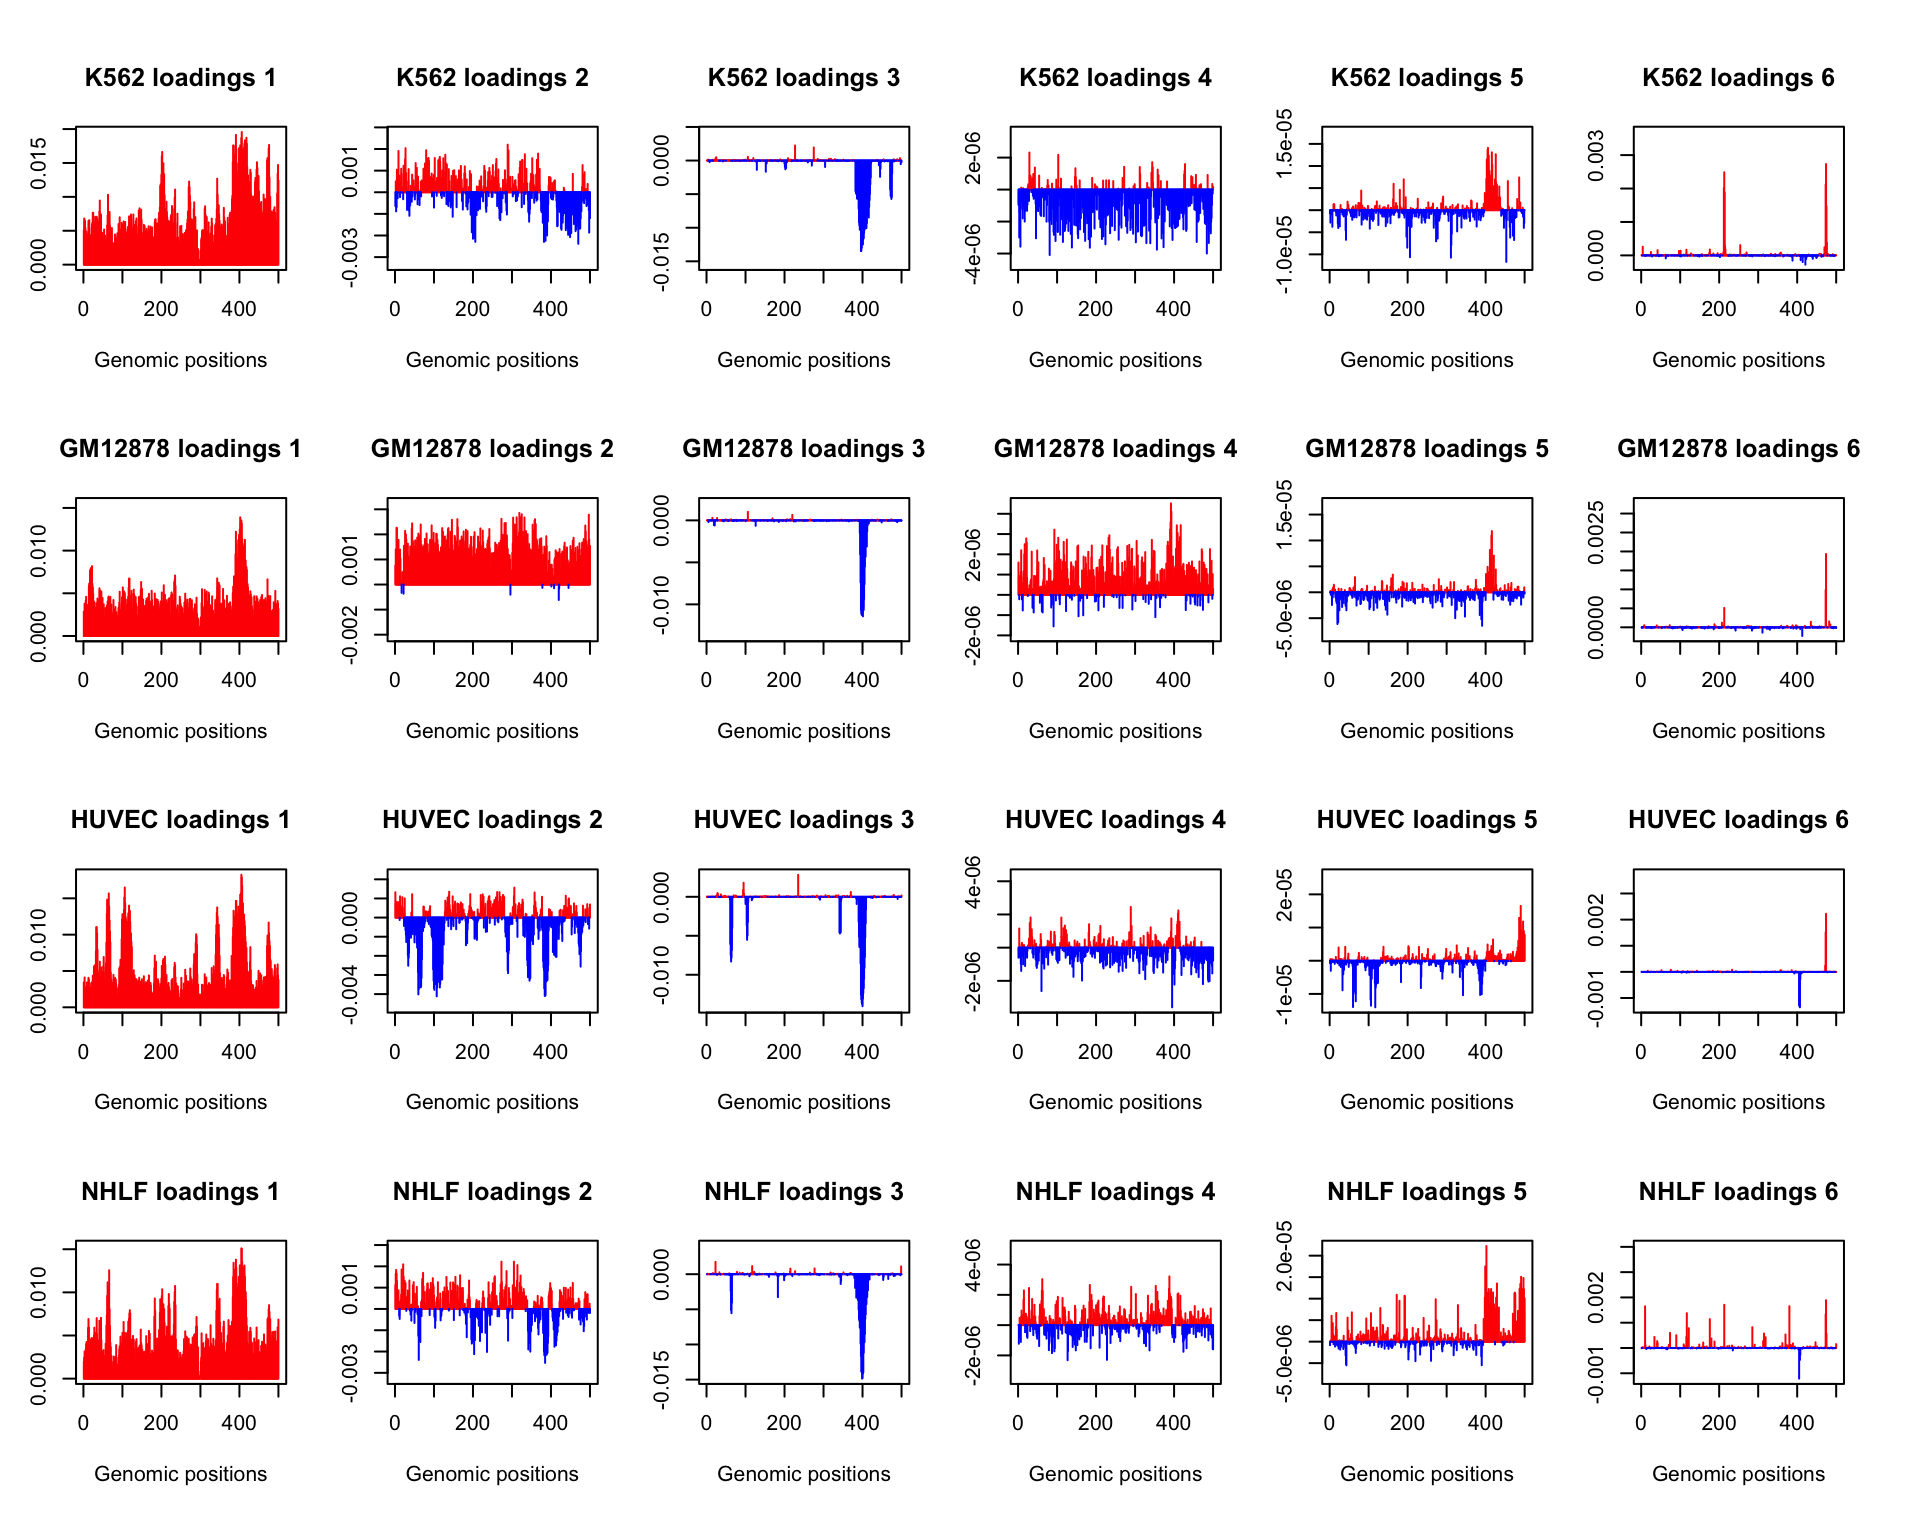 K562 loadings 1 K562 loadings 2 K562 loadings 3 K562 loadings 4 K562 loadings 5 K562 loadings 6
0.000 0.015 -0.003 0.001 -0.015 0.000 -4e-06 2e-06 -1.0e-05 1.5e-05 0.000 0.003
0 200 400 0 200 400 0 200 400 0 200 400 0 200 400 0 200 400
Genomic positions Genomic positions Genomic positions Genomic positions Genomic positions Genomic positions
GM12878 loadings 1 GM12878 loadings 2 GM12878 loadings 3 GM12878 loadings 4 GM12878 loadings 5 GM12878 loadings 6
0.000 0.010 -0.002 0.001 -0.010 0.000 -2e-06 2e-06 -5.0e-06 1.5e-05 0.0000 0.0025
0 200 400 0 200 400 0 200 400 0 200 400 0 200 400 0 200 400
Genomic positions Genomic positions Genomic positions Genomic positions Genomic positions Genomic positions
HUVEC loadings 1 HUVEC loadings 2 HUVEC loadings 3 HUVEC loadings 4 HUVEC loadings 5 HUVEC loadings 6
0.000 0.010 -0.004 0.000 -0.010 0.000 -2e-06 4e-06 -1e-05 2e-05 -0.001 0.002
0 200 400 0 200 400 0 200 400 0 200 400 0 200 400 0 200 400
Genomic positions Genomic positions Genomic positions Genomic positions Genomic positions Genomic positions
NHLF loadings 1 NHLF loadings 2 NHLF loadings 3 NHLF loadings 4 NHLF loadings 5 NHLF loadings 6
0.000 0.010 -0.003 0.001 -0.015 0.000 -2e-06 4e-06 -5.0e-06 2.0e-05 -0.001 0.002
0 200 400 0 200 400 0 200 400 0 200 400 0 200 400 0 200 400
Genomic positions Genomic positions Genomic positions Genomic positions Genomic positions Genomic positions